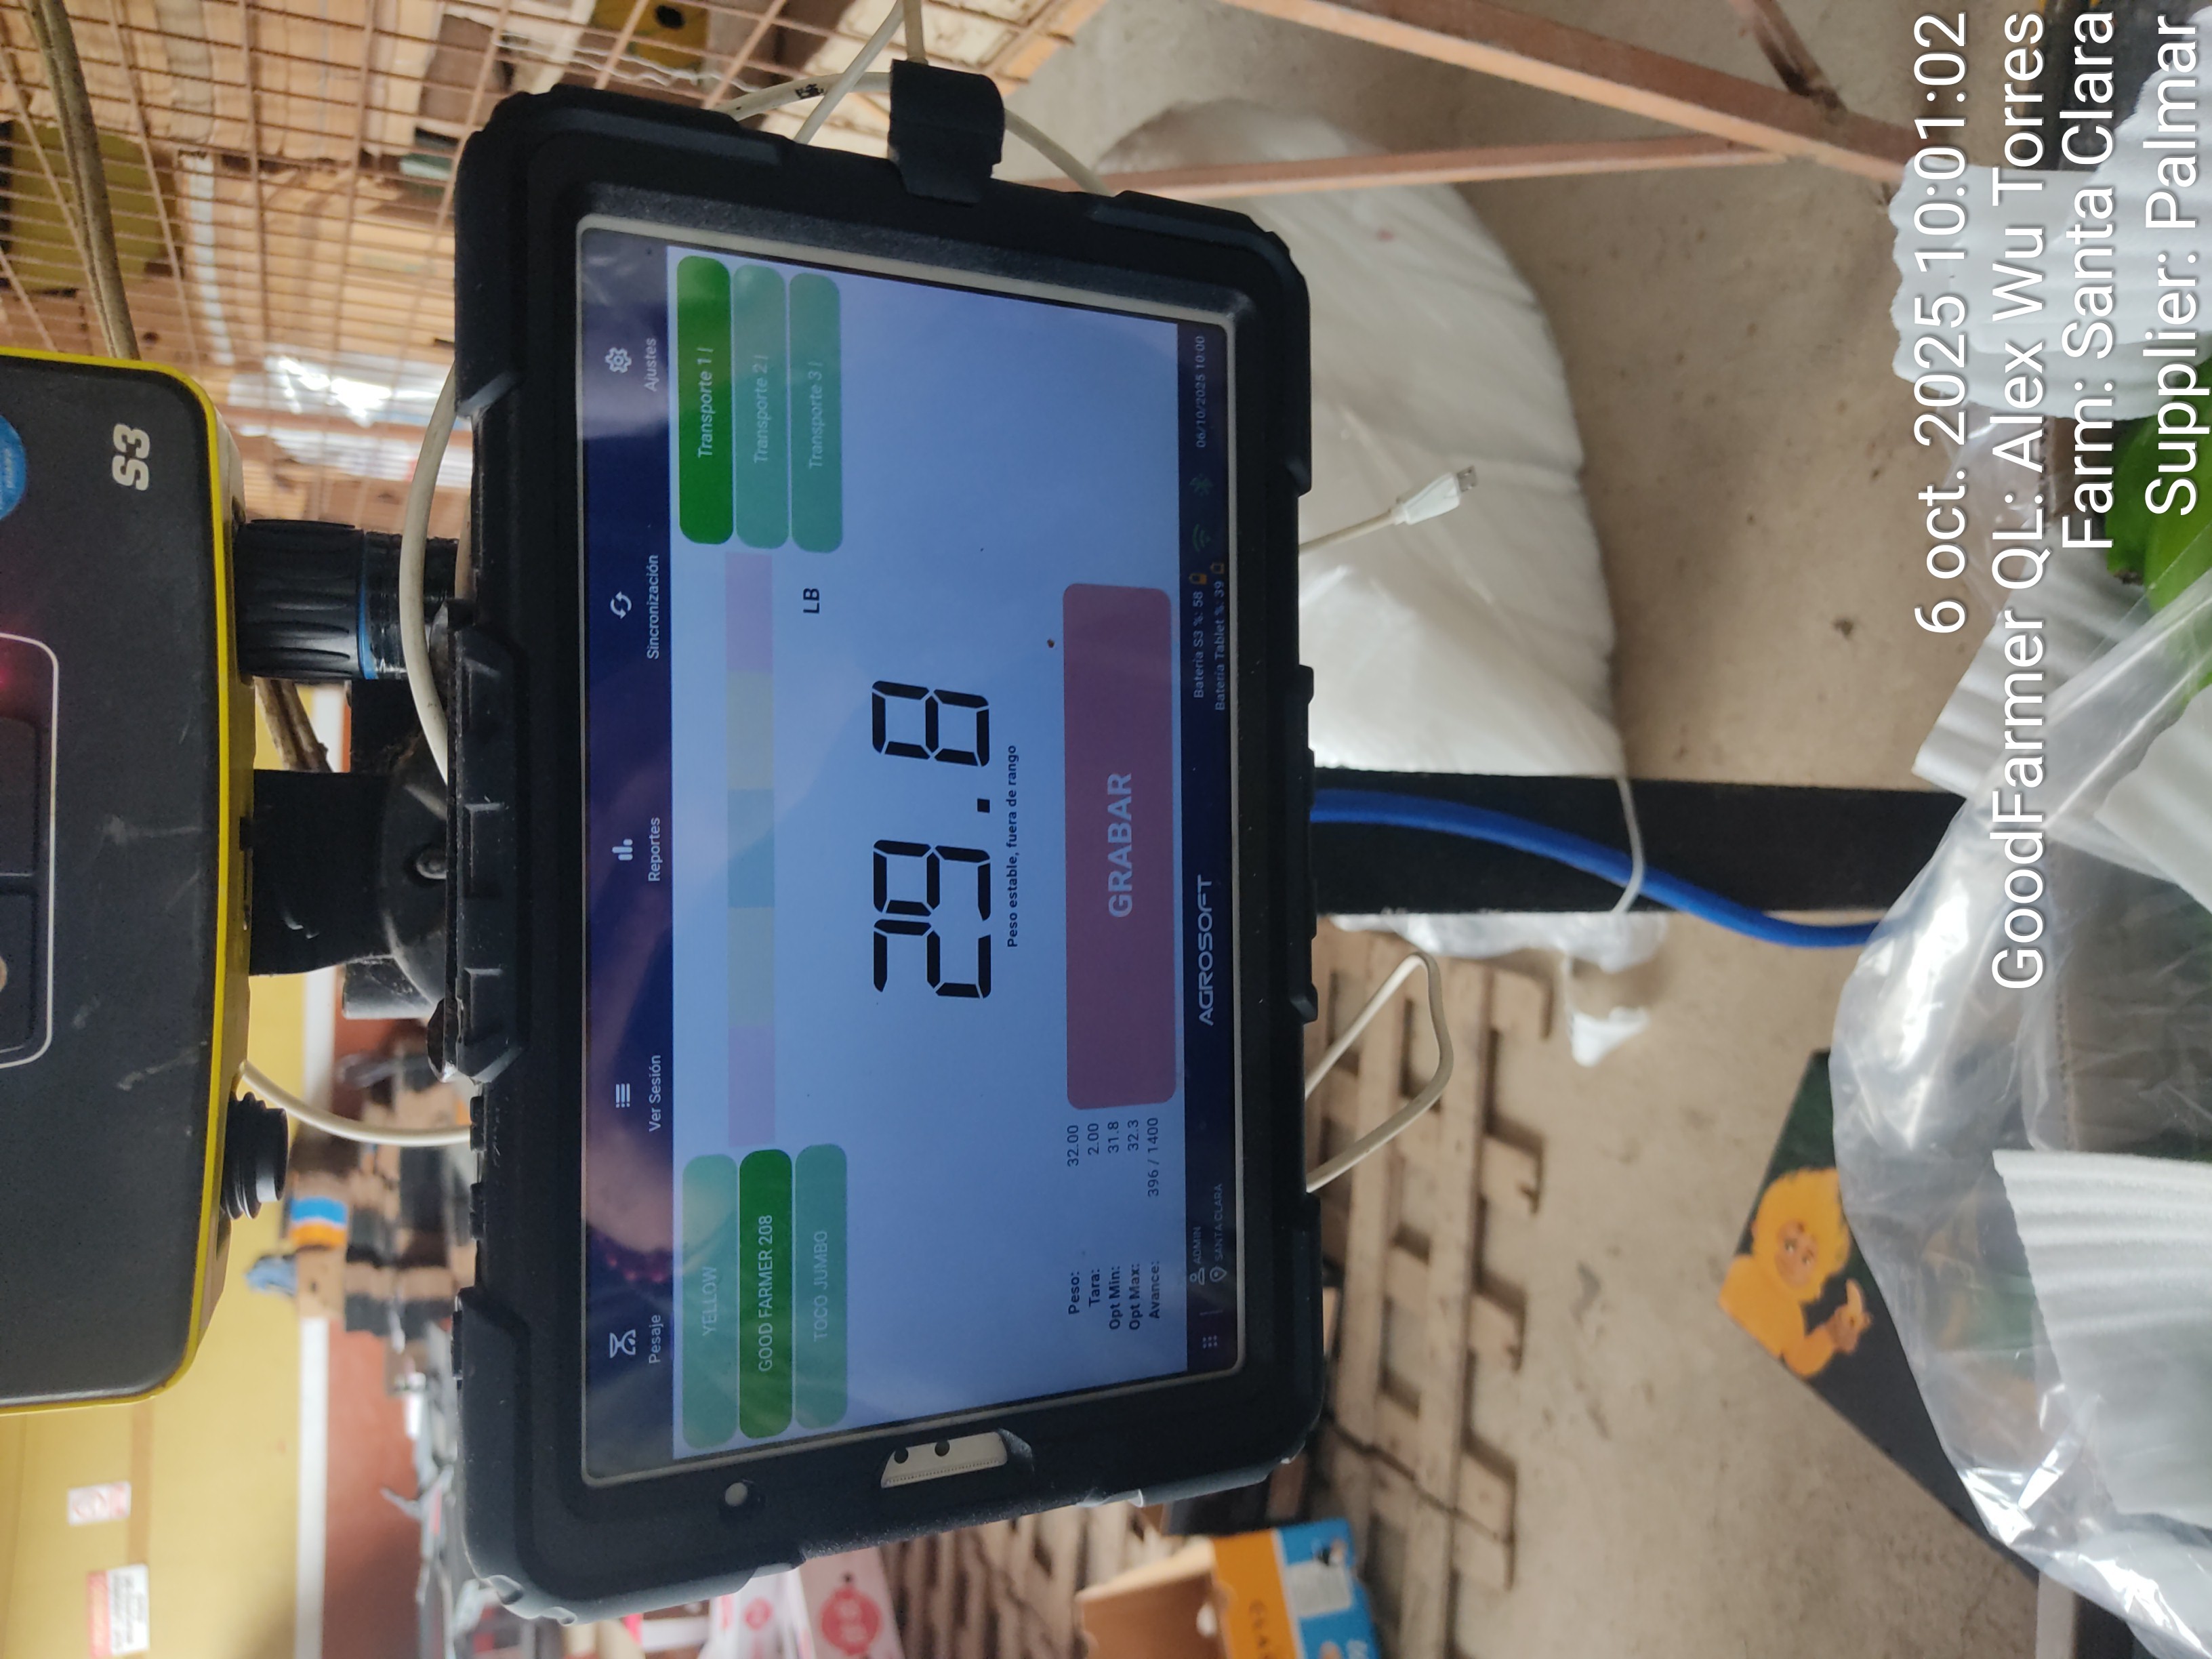 S3
Pesaje
Ver Sesión
Reportes
Sincronización
Ajustes
YELLOW
GOOD FARMER 208
TOCO JUMBO
Transporte 1 |
Transporte 2 |
Transporte 3 |
LB
29.8
Peso estable, fuera de rango
Peso: 32.00
Tara: 2.00
Opt Min: 31.8
Opt Max: 32.3
Avance: 396 / 1400
GRABAR
ADMIN
SANTA CLARA
AGROSOFT
Batería S3 %: 58
Batería Tablet %: 39
06/10/2025 10:00
6 oct. 2025 10:01:02
GoodFarmer QL: Alex Wu Torres
Farm: Santa Clara
Supplier: Palmar